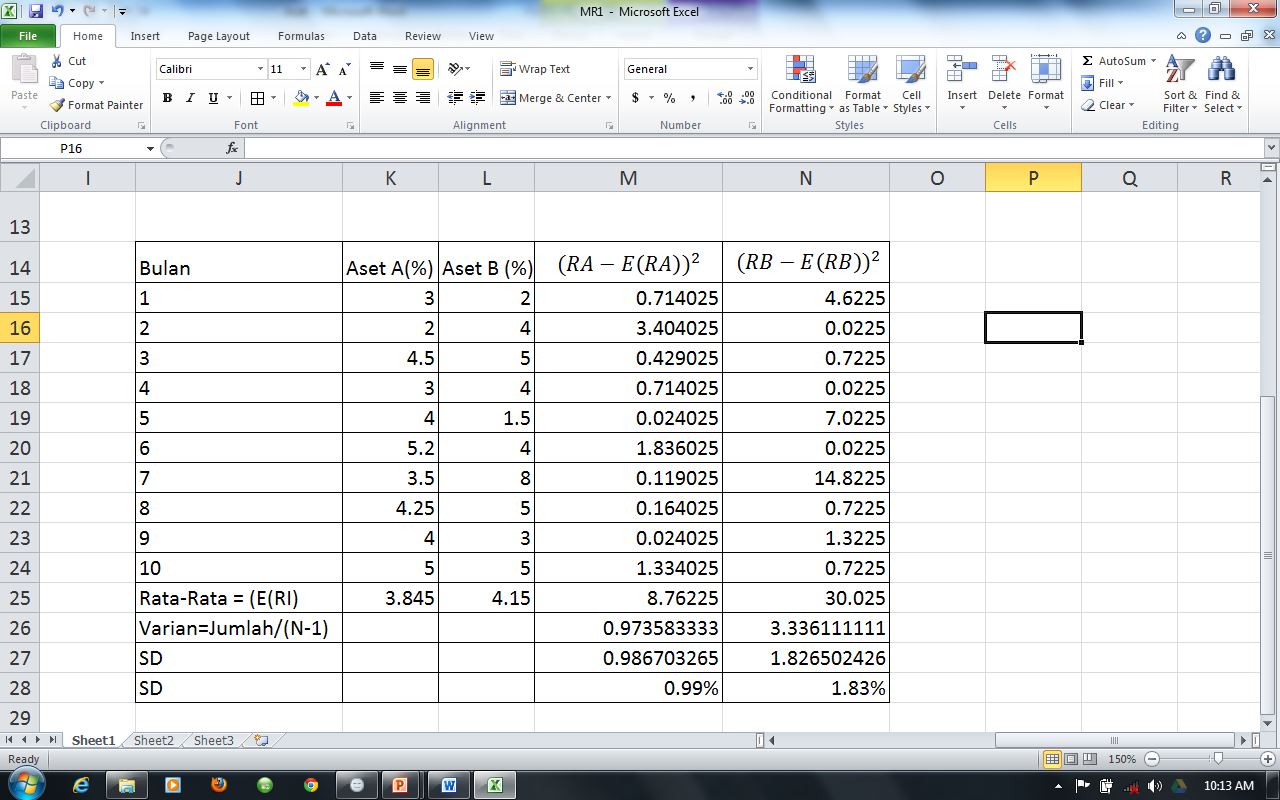 MR1 - Microsoft Excel
File Home Insert Page Layout Formulas Data Review View
Paste Cut Copy Format Painter Clipboard
Calibri 11 B I U A A A Font
Wrap Text Merge & Center Alignment
General $ % , .00 .0 Number
Conditional Formatting Format as Table Cell Styles Styles
Insert Delete Format Cells
Σ AutoSum Fill Clear Sort & Filter Find & Select Editing
P16 fx
I J K L M N O P Q R
13
14 Bulan Aset A(%) Aset B (%) (RA − E(RA))² (RB − E(RB))²
15 1 3 2 0.714025 4.6225
16 2 2 4 3.404025 0.0225
17 3 4.5 5 0.429025 0.7225
18 4 3 4 0.714025 0.0225
19 5 4 1.5 0.024025 7.0225
20 6 5.2 4 1.836025 0.0225
21 7 3.5 8 0.119025 14.8225
22 8 4.25 5 0.164025 0.7225
23 9 4 3 0.024025 1.3225
24 10 5 5 1.334025 0.7225
25 Rata-Rata = (E(RI) 3.845 4.15 8.76225 30.025
26 Varian=Jumlah/(N-1) 0.973583333 3.336111111
27 SD 0.986703265 1.826502426
28 SD 0.99% 1.83%
29
Sheet1 Sheet2 Sheet3
Ready 150%
10:13 AM